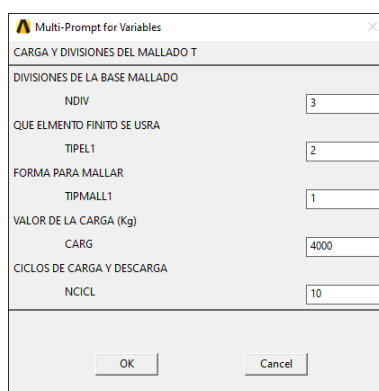 Multi-Prompt for Variables
CARGA Y DIVISIONES DEL MALLADO T
DIVISIONES DE LA BASE MALLADO
NDIV 3
QUE ELMENTO FINITO SE USRA
TIPEL1 2
FORMA PARA MALLAR
TIPMALL1 1
VALOR DE LA CARGA (Kg)
CARG 4000
CICLOS DE CARGA Y DESCARGA
NCICL 10
OK Cancel